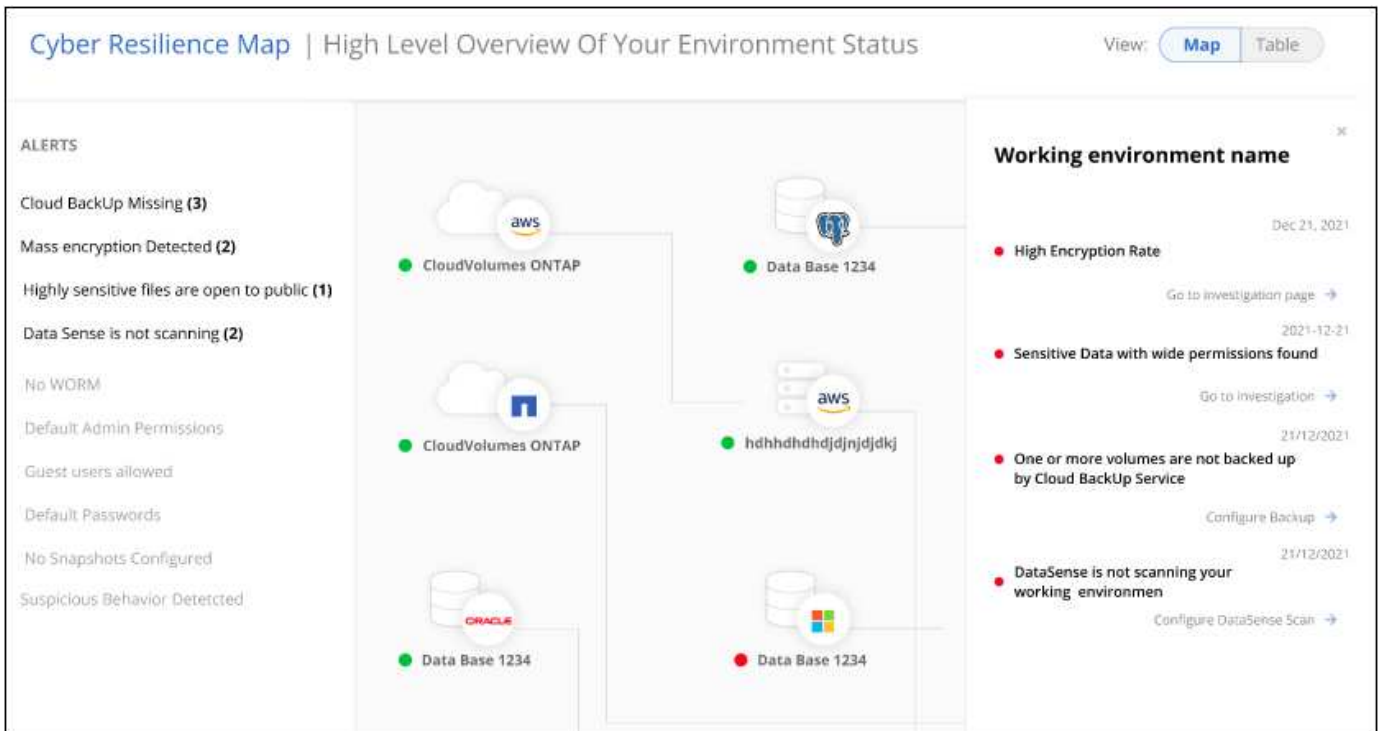 Cyber Resilience Map | High Level Overview Of Your Environment Status
View: Map Table
ALERTS
Cloud BackUp Missing (3)
Mass encryption Detected (2)
Highly sensitive files are open to public (1)
Data Sense is not scanning (2)
No WORM
Default Admin Permissions
Guest users allowed
Default Passwords
No Snapshots Configured
Suspicious Behavior Detetcted
aws
CloudVolumes ONTAP
Data Base 1234
CloudVolumes ONTAP
aws
hdhhdhdhdjdjnjdjdkj
ORACLE
Data Base 1234
Data Base 1234
Working environment name
Dec 21, 2021
High Encryption Rate
Go to investigation page
2021-12-21
Sensitive Data with wide permissions found
Go to Investigation
21/12/2021
One or more volumes are not backed up
by Cloud BackUp Service
Configure Backup
21/12/2021
DataSense is not scanning your
working environmen
Configure DataSense Scan